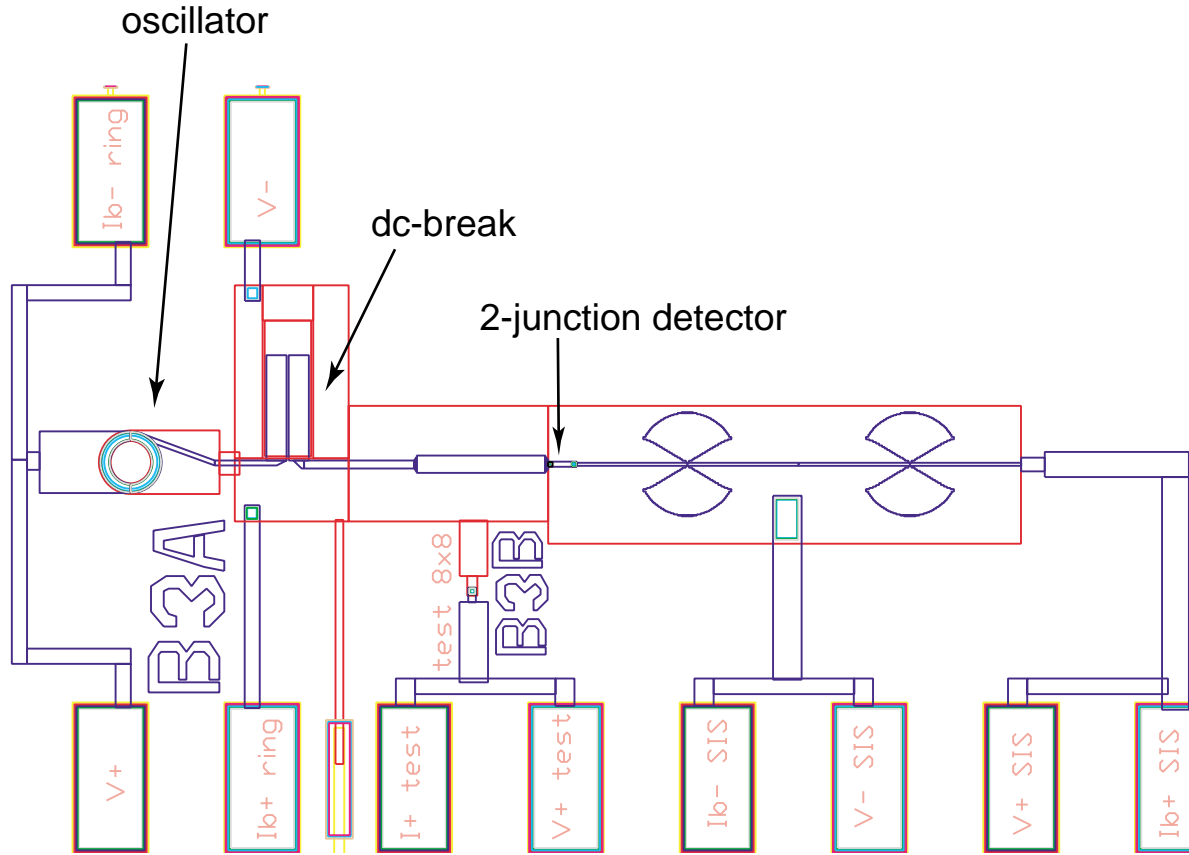 oscillator
Ib- ring
V-
dc-break
2-junction detector
B3A
test 8x8
B3B
V+
Ib+ ring
I+ test
V+ test
Ib- SIS
V- SIS
V+ SIS
Ib+ SIS